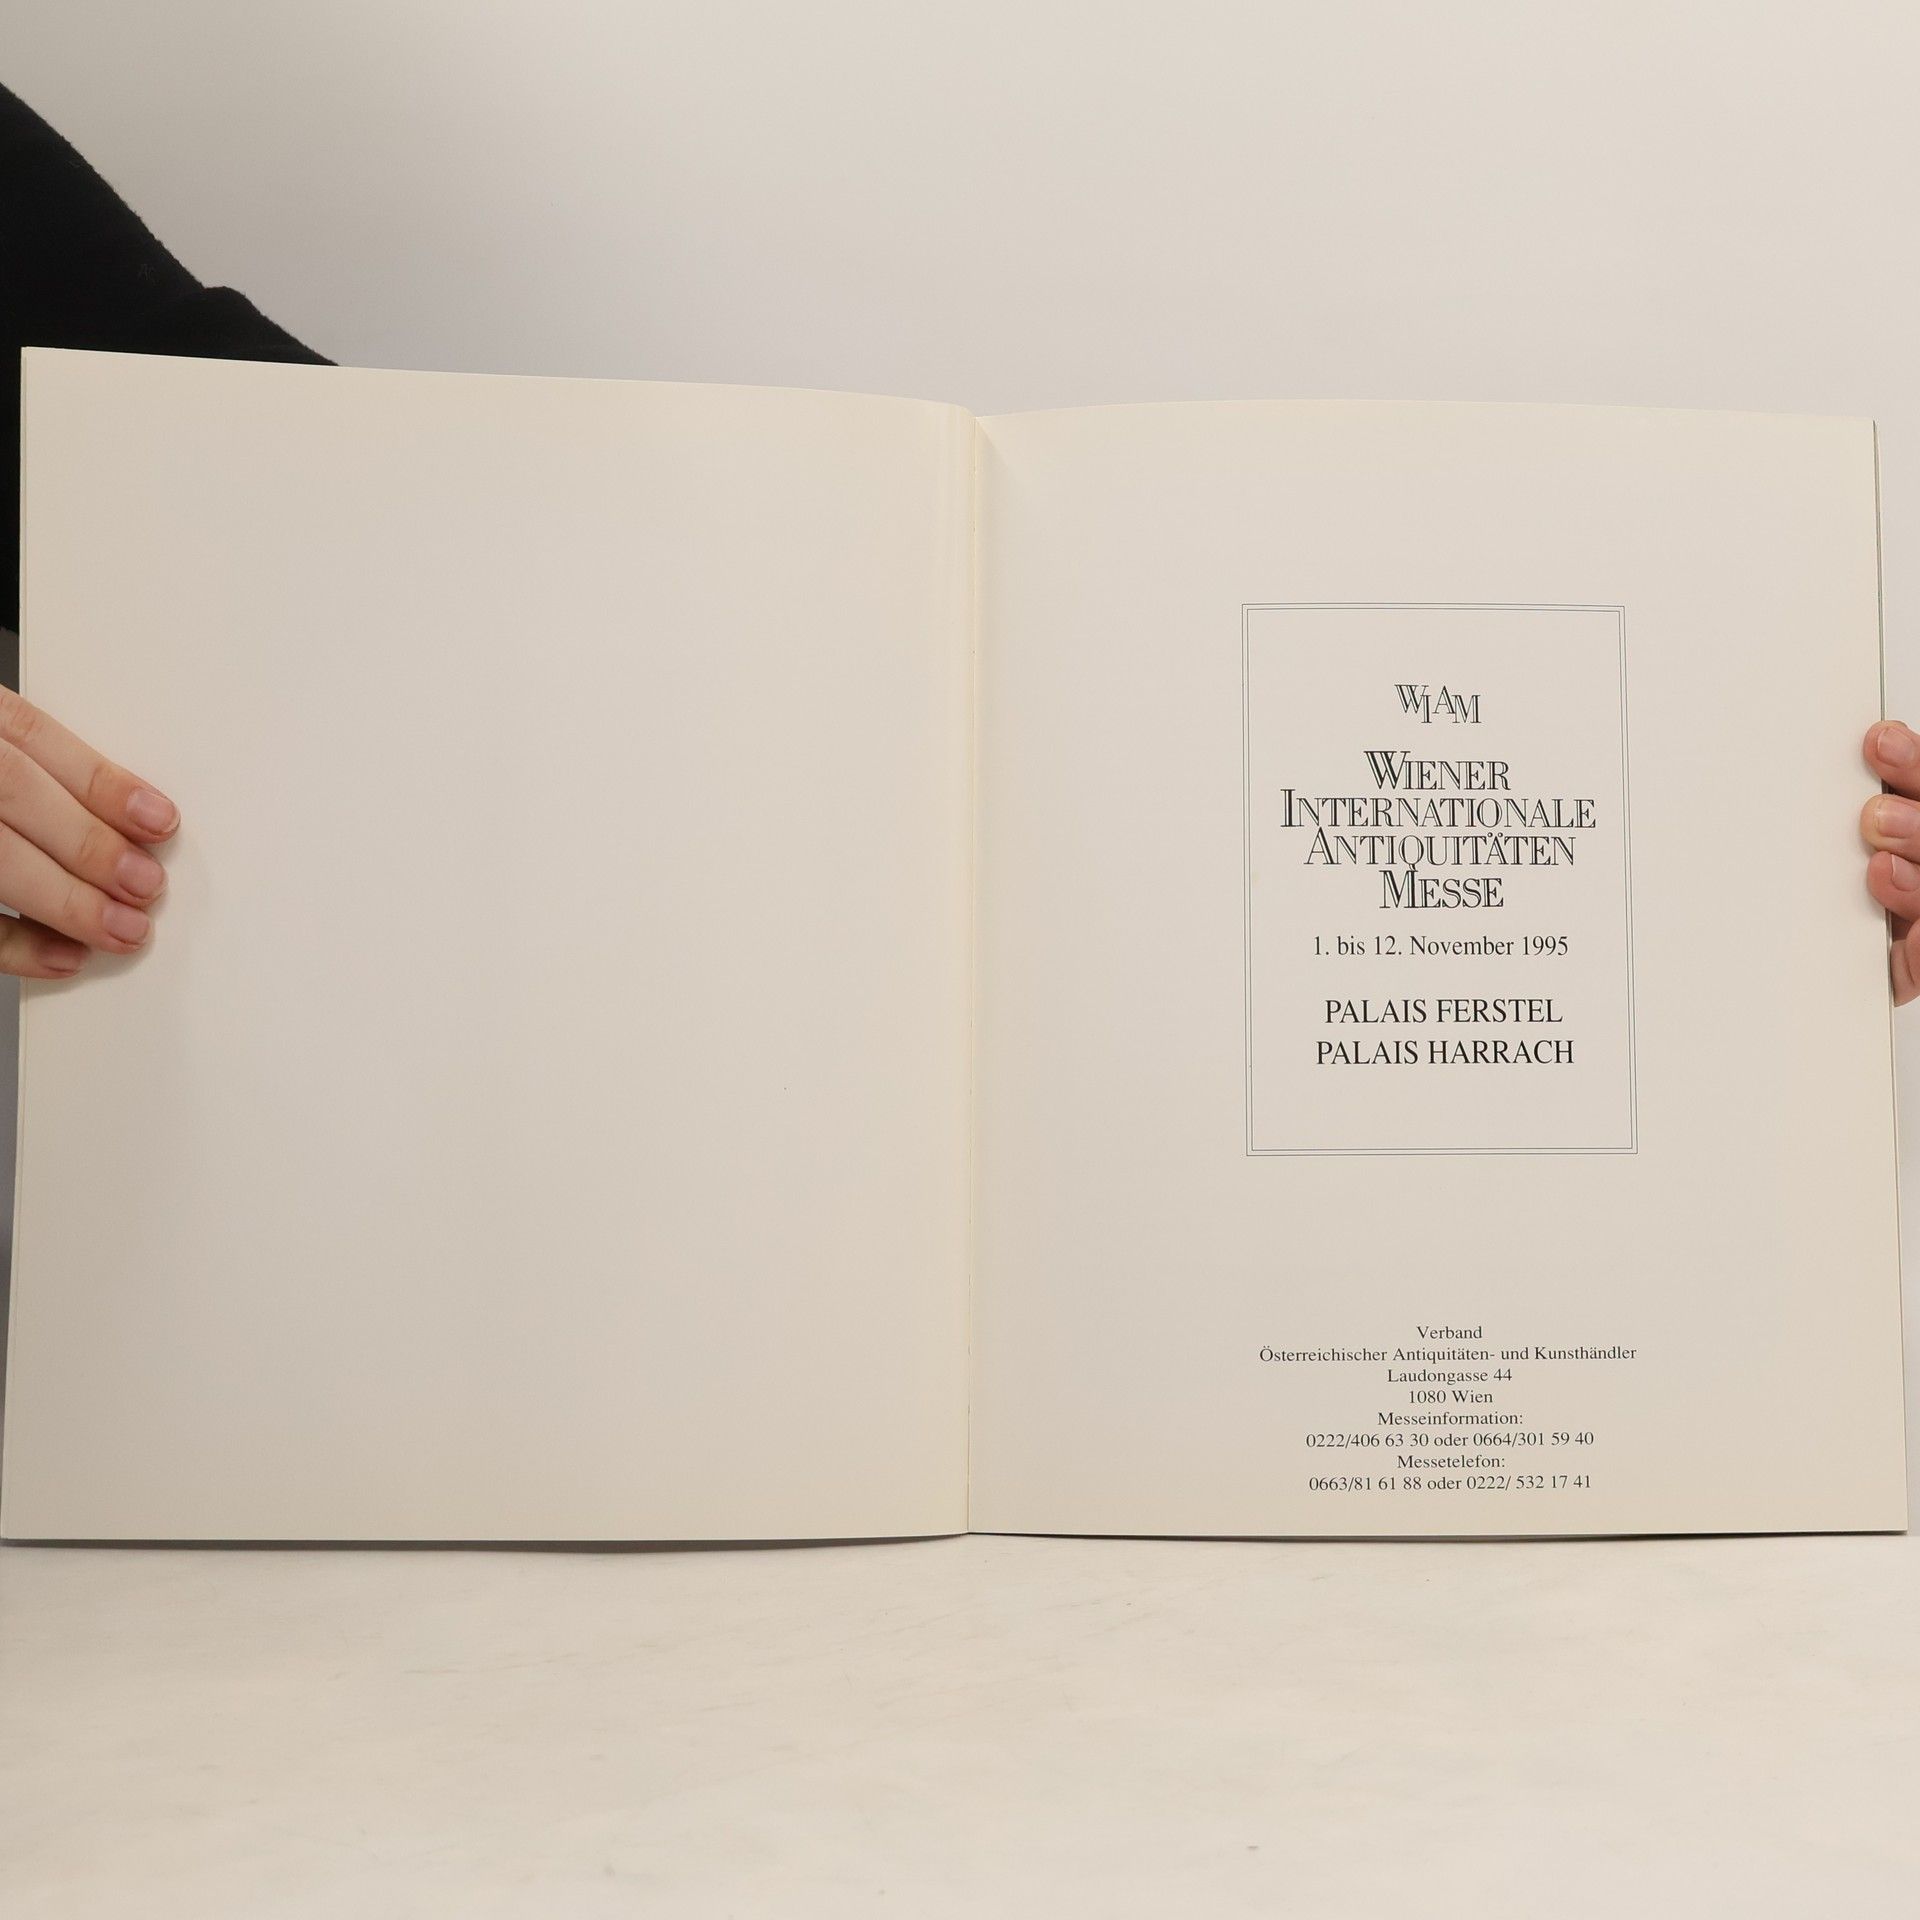 WIAM
WIENER
INTERNATIONALE
ANTIQUITÄTEN
MESSE
1. bis 12. November 1995
PALAIS FERSTEL
PALAIS HARRACH
Verband
Österreichischer Antiquitäten- und Kunsthändler
Laudongasse 44
1080 Wien
Messeinformation:
0222/406 63 30 oder 0664/301 59 40
Messetelefon:
0663/81 61 88 oder 0222/ 532 17 41